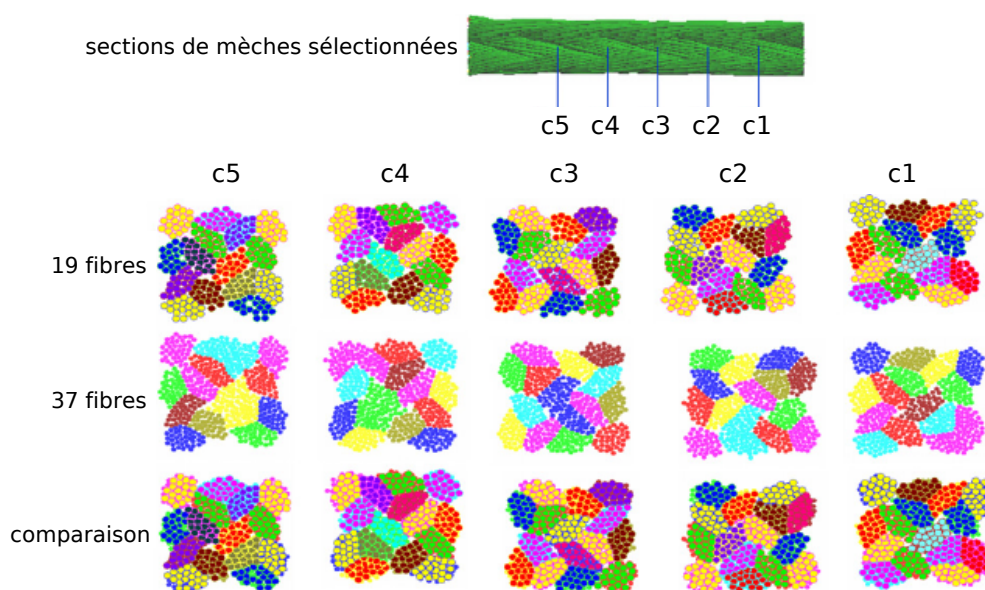 sections de mèches sélectionnées
c5 c4 c3 c2 c1
c5 c4 c3 c2 c1
19 fibres
37 fibres
comparaison